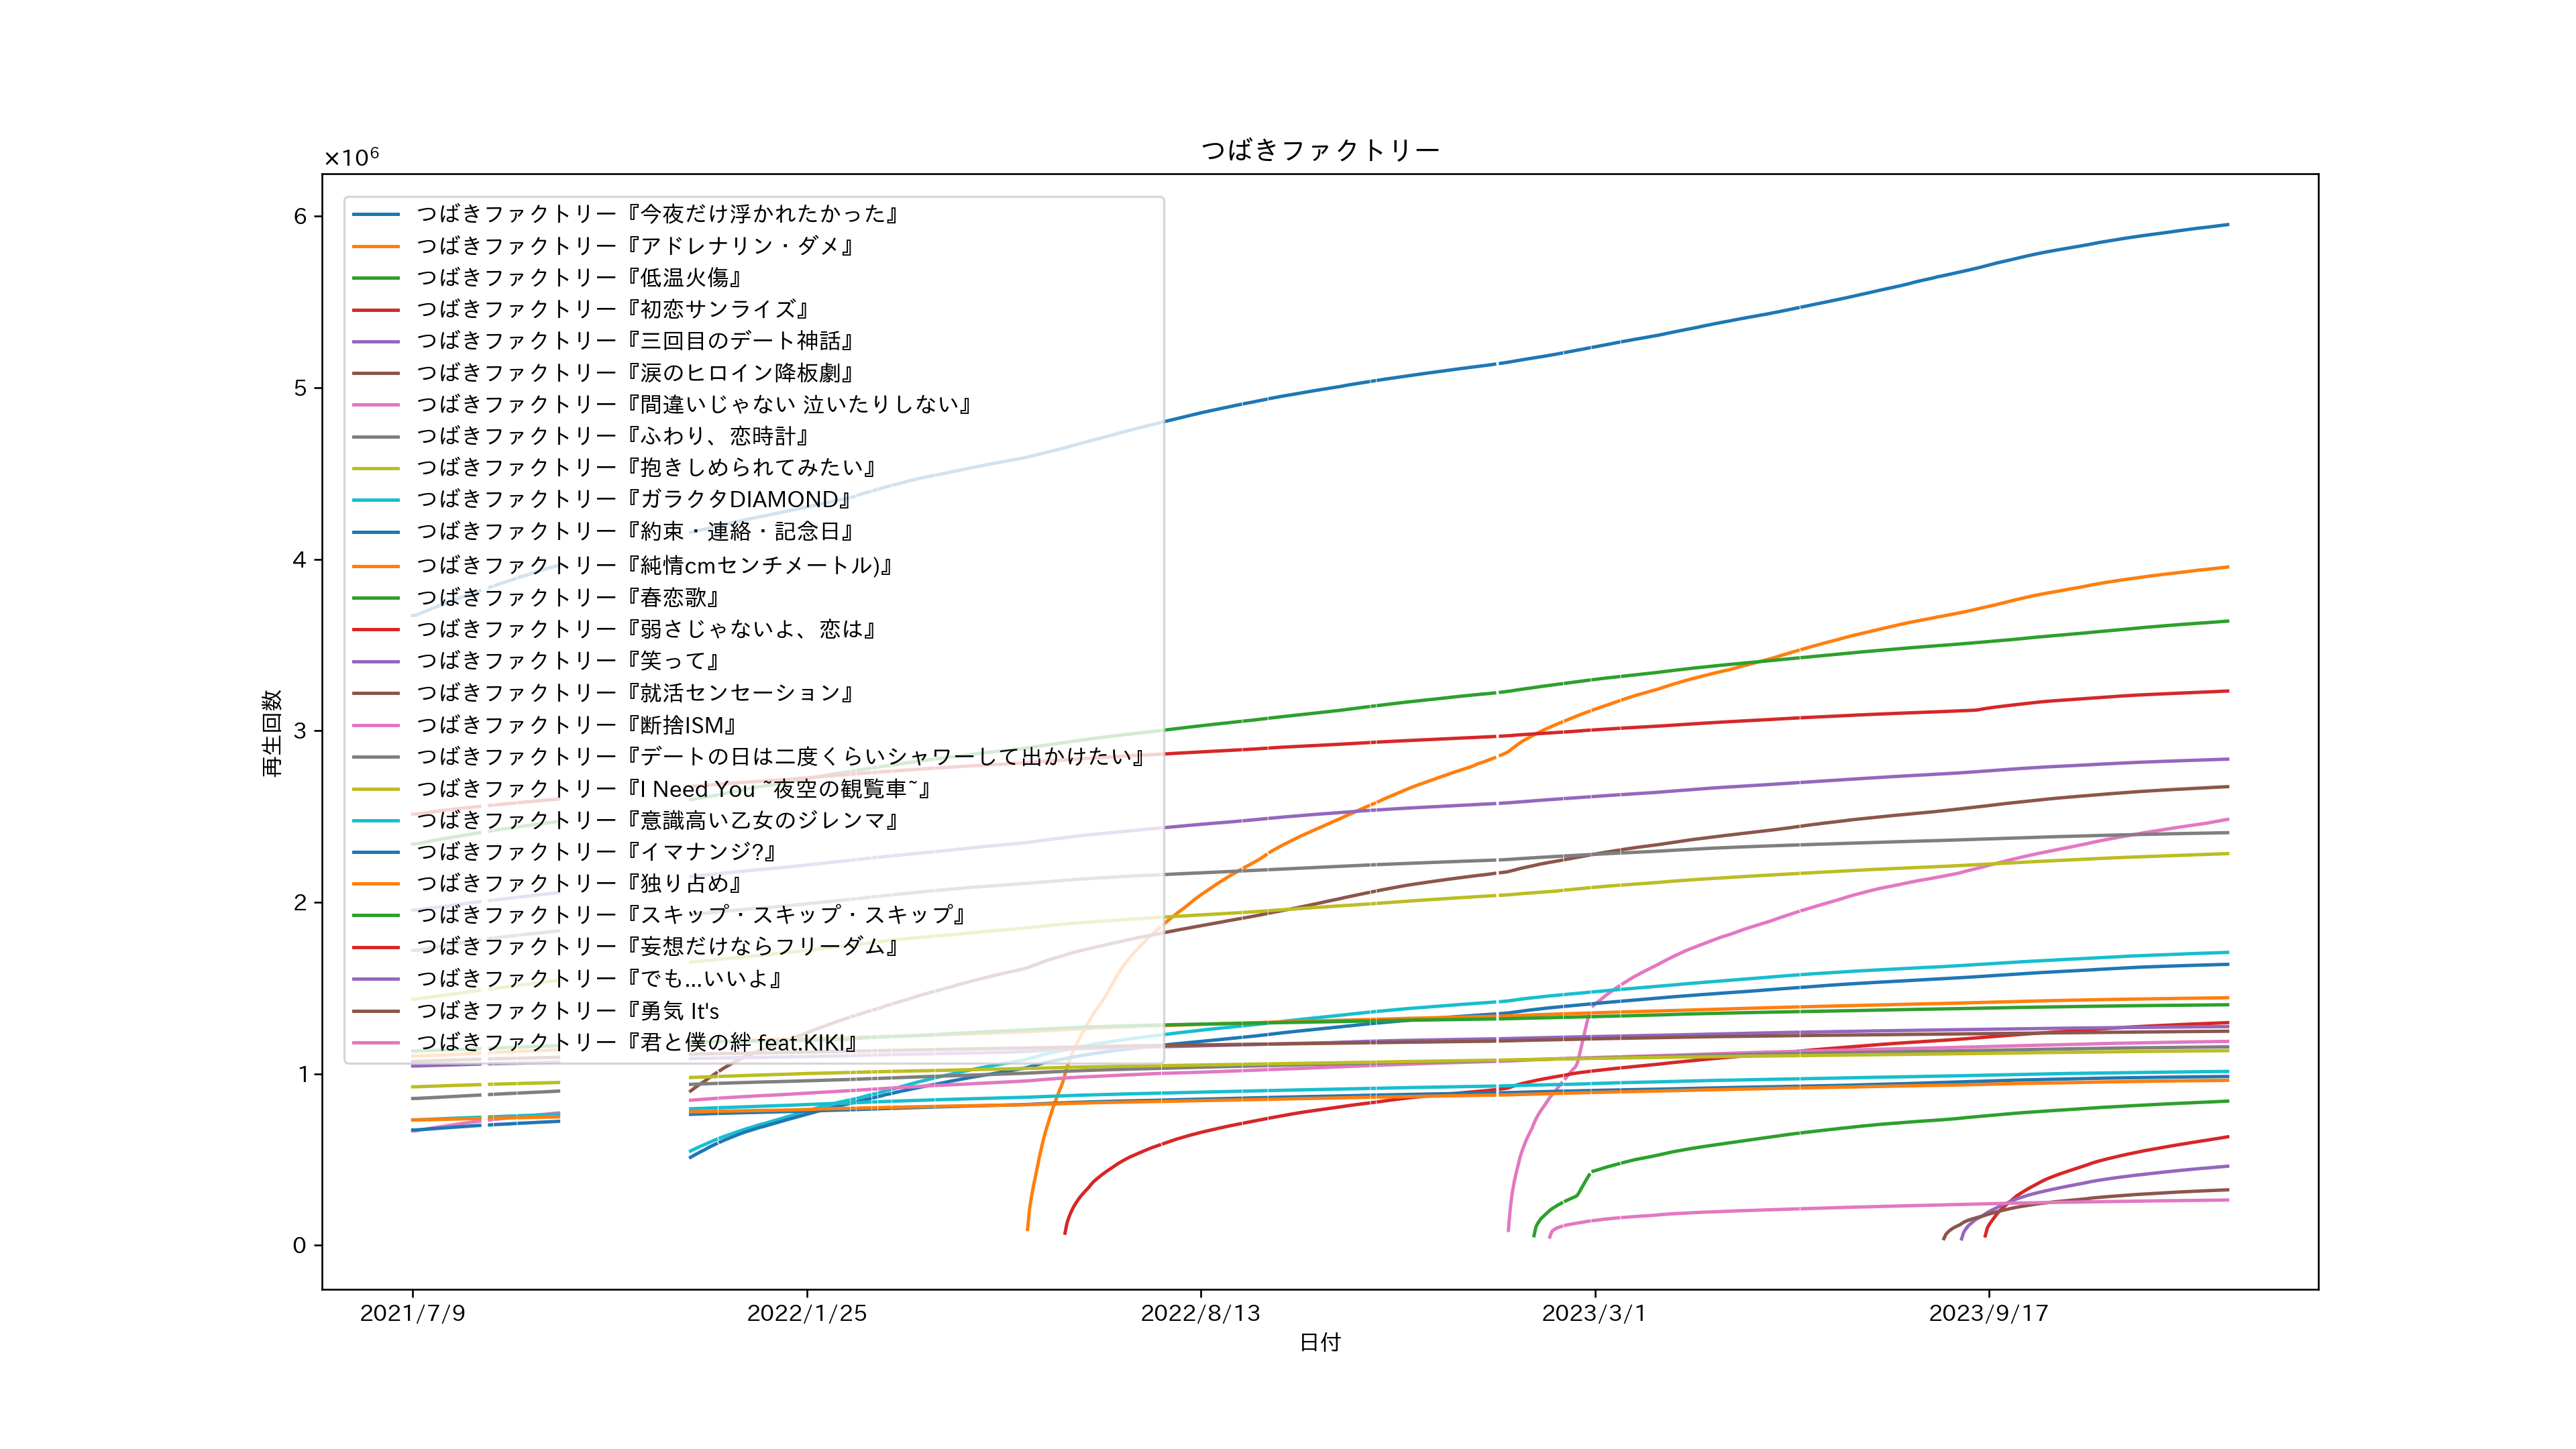 つばきファクトリー
×10⁶
つばきファクトリー『今夜だけ浮かれたかった』
つばきファクトリー『アドレナリン・ダメ』
つばきファクトリー『低温火傷』
つばきファクトリー『初恋サンライズ』
つばきファクトリー『三回目のデート神話』
つばきファクトリー『涙のヒロイン降板劇』
つばきファクトリー『間違いじゃない 泣いたりしない』
つばきファクトリー『ふわり、恋時計』
つばきファクトリー『抱きしめられてみたい』
つばきファクトリー『ガラクタDIAMOND』
つばきファクトリー『約束・連絡・記念日』
つばきファクトリー『純情cmセンチメートル)』
つばきファクトリー『春恋歌』
つばきファクトリー『弱さじゃないよ、恋は』
つばきファクトリー『笑って』
つばきファクトリー『就活センセーション』
つばきファクトリー『断捨ISM』
つばきファクトリー『デートの日は二度くらいシャワーして出かけたい』
つばきファクトリー『I Need You ~夜空の観覧車~』
つばきファクトリー『意識高い乙女のジレンマ』
つばきファクトリー『イマナンジ?』
つばきファクトリー『独り占め』
つばきファクトリー『スキップ・スキップ・スキップ』
つばきファクトリー『妄想だけならフリーダム』
つばきファクトリー『でも...いいよ』
つばきファクトリー『勇気 It's
つばきファクトリー『君と僕の絆 feat.KIKI』
6
5
4
3
2
1
0
再生回数
2021/7/9
2022/1/25
2022/8/13
2023/3/1
2023/9/17
日付